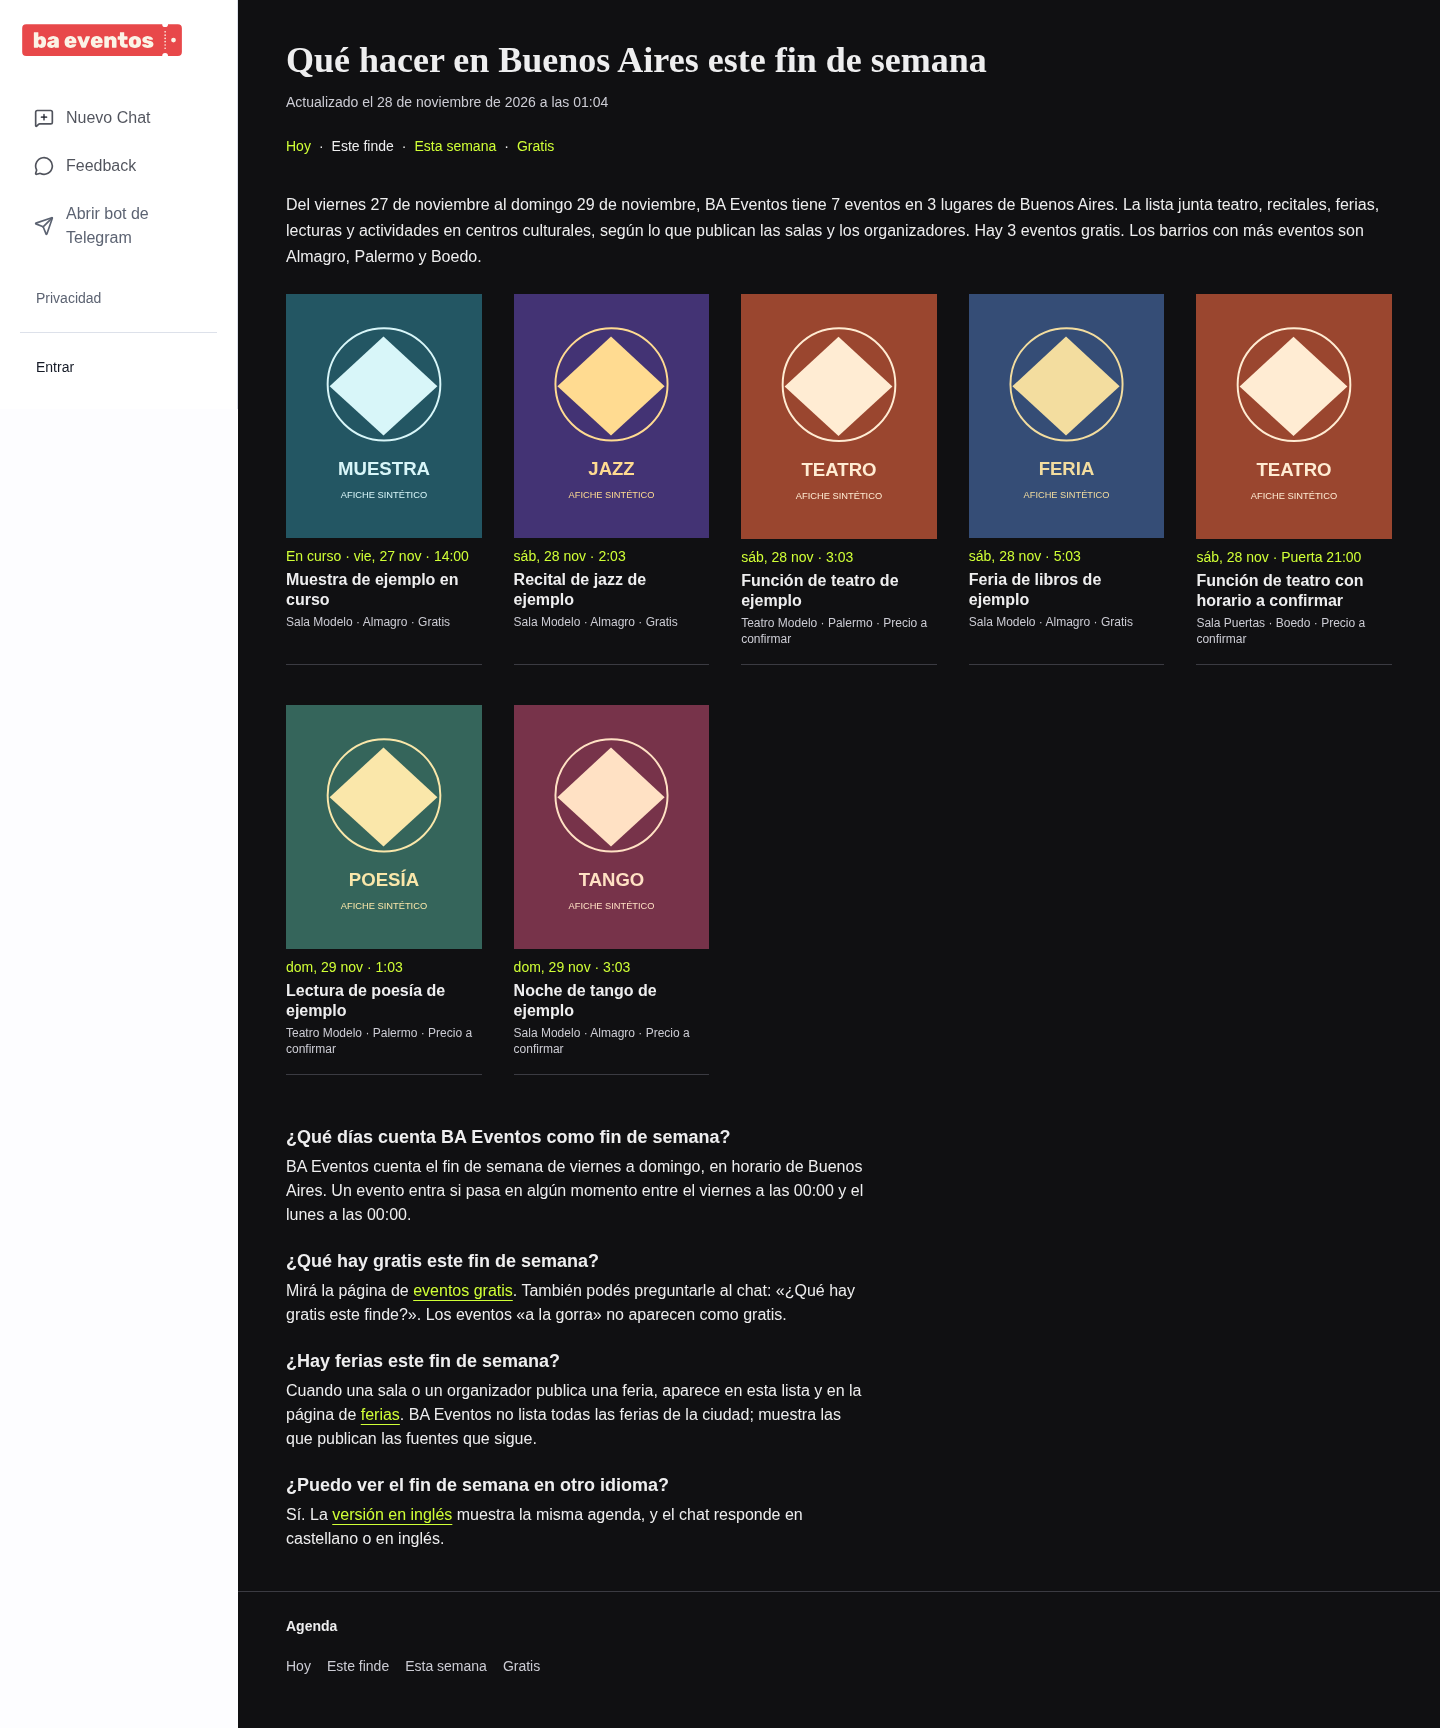 ba eventos
Nuevo Chat
Feedback
Abrir bot de
Telegram
Privacidad
Entrar
Qué hacer en Buenos Aires este fin de semana
Actualizado el 28 de noviembre de 2026 a las 01:04
Hoy · Este finde · Esta semana · Gratis
Del viernes 27 de noviembre al domingo 29 de noviembre, BA Eventos tiene 7 eventos en 3 lugares de Buenos Aires. La lista junta teatro, recitales, ferias,
lecturas y actividades en centros culturales, según lo que publican las salas y los organizadores. Hay 3 eventos gratis. Los barrios con más eventos son
Almagro, Palermo y Boedo.
MUESTRA
AFICHE SINTÉTICO
En curso · vie, 27 nov · 14:00
Muestra de ejemplo en
curso
Sala Modelo · Almagro · Gratis
JAZZ
AFICHE SINTÉTICO
sáb, 28 nov · 2:03
Recital de jazz de
ejemplo
Sala Modelo · Almagro · Gratis
TEATRO
AFICHE SINTÉTICO
sáb, 28 nov · 3:03
Función de teatro de
ejemplo
Teatro Modelo · Palermo · Precio a
confirmar
FERIA
AFICHE SINTÉTICO
sáb, 28 nov · 5:03
Feria de libros de
ejemplo
Sala Modelo · Almagro · Gratis
TEATRO
AFICHE SINTÉTICO
sáb, 28 nov · Puerta 21:00
Función de teatro con
horario a confirmar
Sala Puertas · Boedo · Precio a
confirmar
POESÍA
AFICHE SINTÉTICO
dom, 29 nov · 1:03
Lectura de poesía de
ejemplo
Teatro Modelo · Palermo · Precio a
confirmar
TANGO
AFICHE SINTÉTICO
dom, 29 nov · 3:03
Noche de tango de
ejemplo
Sala Modelo · Almagro · Precio a
confirmar
¿Qué días cuenta BA Eventos como fin de semana?
BA Eventos cuenta el fin de semana de viernes a domingo, en horario de Buenos
Aires. Un evento entra si pasa en algún momento entre el viernes a las 00:00 y el
lunes a las 00:00.
¿Qué hay gratis este fin de semana?
Mirá la página de eventos gratis. También podés preguntarle al chat: «¿Qué hay
gratis este finde?». Los eventos «a la gorra» no aparecen como gratis.
¿Hay ferias este fin de semana?
Cuando una sala o un organizador publica una feria, aparece en esta lista y en la
página de ferias. BA Eventos no lista todas las ferias de la ciudad; muestra las
que publican las fuentes que sigue.
¿Puedo ver el fin de semana en otro idioma?
Sí. La versión en inglés muestra la misma agenda, y el chat responde en
castellano o en inglés.
Agenda
Hoy Este finde Esta semana Gratis